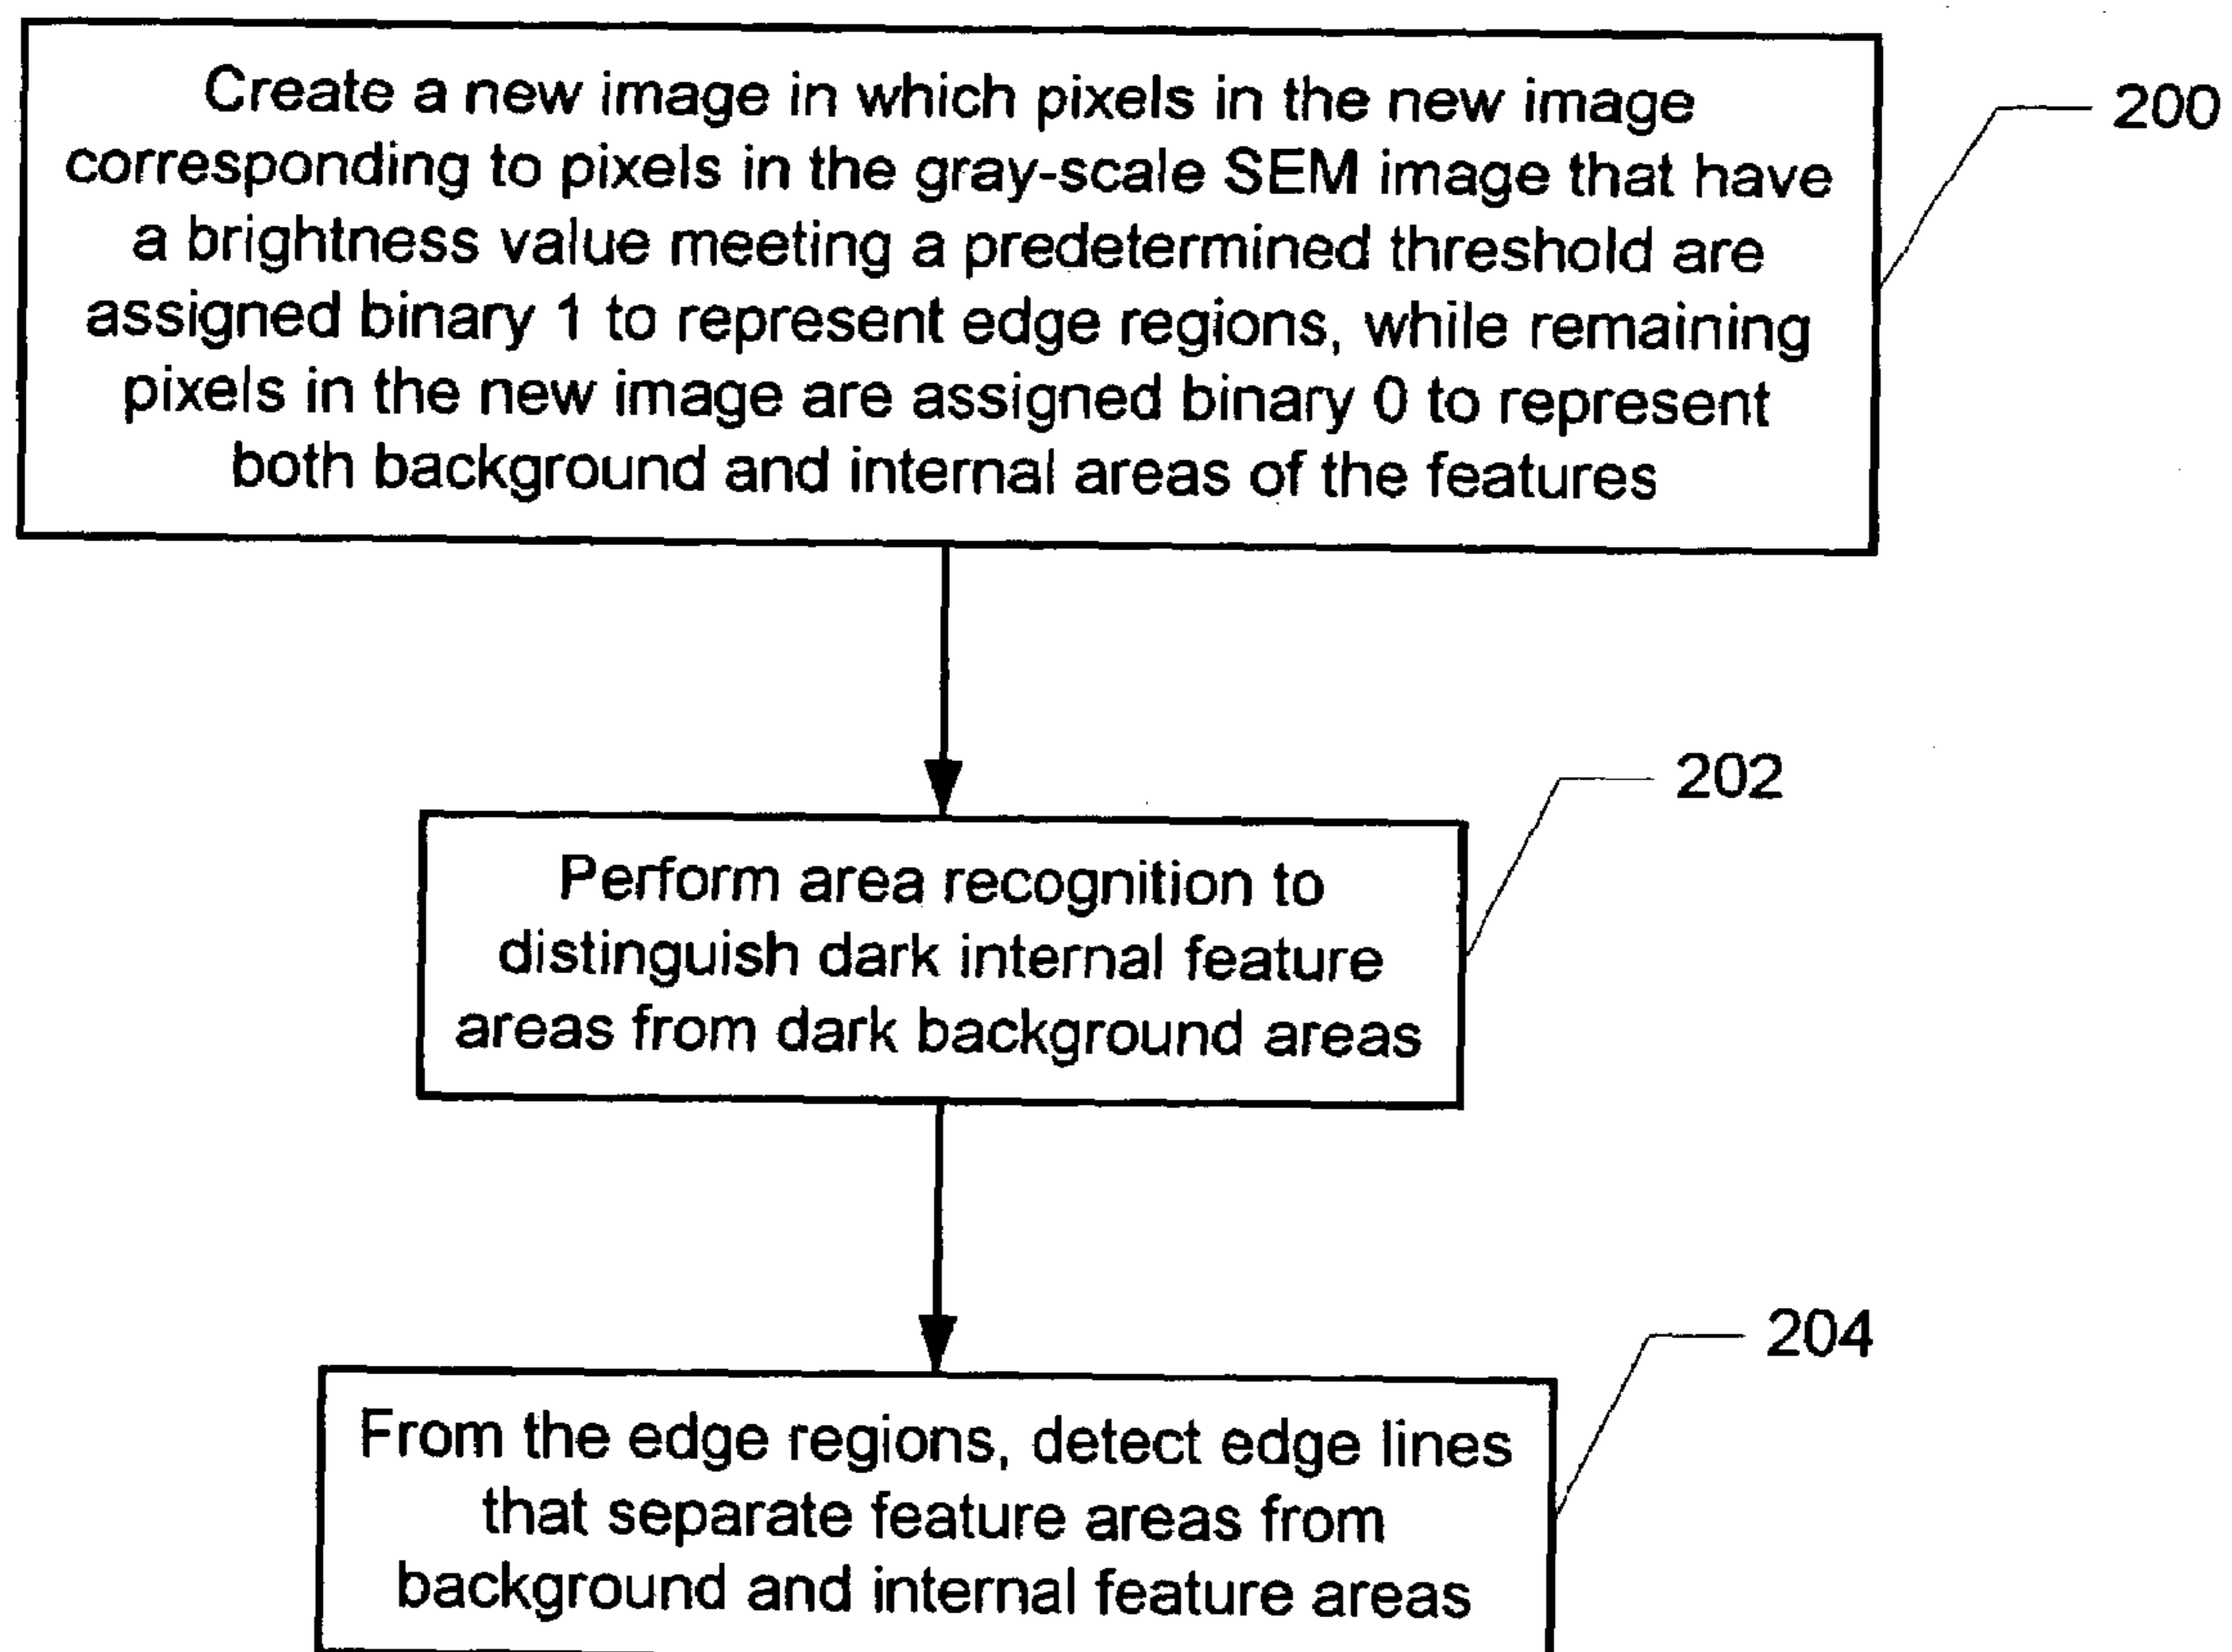 Create a new image in which pixels in the new image
200
corresponding to pixels in the gray-scale SEM image that have
a brightness value meeting a predetermined threshold are
assigned binary 1 to represent edge regions, while remaining
pixels in the new image are assigned binary 0 to represent
both background and internal areas of the features
202
Perform area recognition to
distinguish dark internal feature
areas from dark background areas
204
From the edge regions, detect edge lines
that separate feature areas from
background and internal feature areas